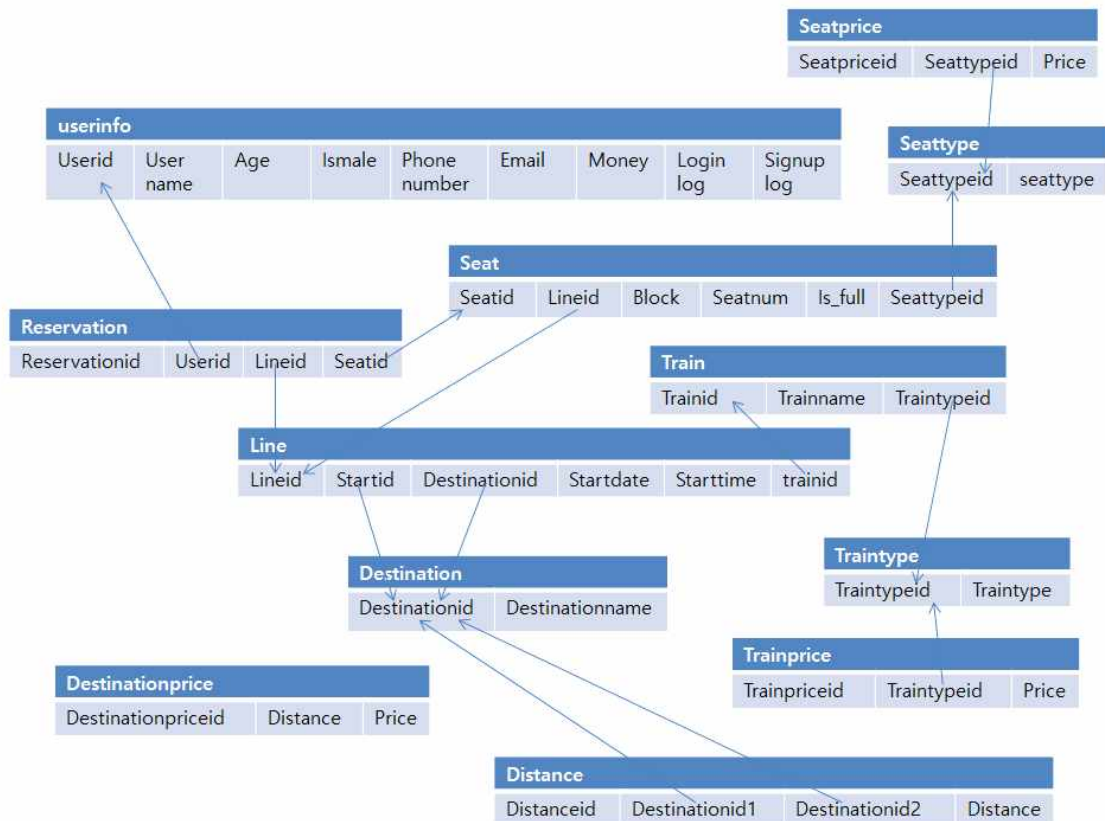 Seatprice
Seatpriceid Seattypeid Price
userinfo
Userid User name Age Ismale Phone number Email Money Login log Signup log
Seattype
Seattypeid seattype
Seat
Seatid Lineid Block Seatnum Is_full Seattypeid
Reservation
Reservationid Userid Lineid Seatid
Train
Trainid Trainname Traintypeid
Line
Lineid Startid Destinationid Startdate Starttime trainid
Traintype
Traintypeid Traintype
Destination
Destinationid Destinationname
Trainprice
Trainpriceid Traintypeid Price
Destinationprice
Destinationpriceid Distance Price
Distance
Distanceid Destinationid1 Destinationid2 Distance